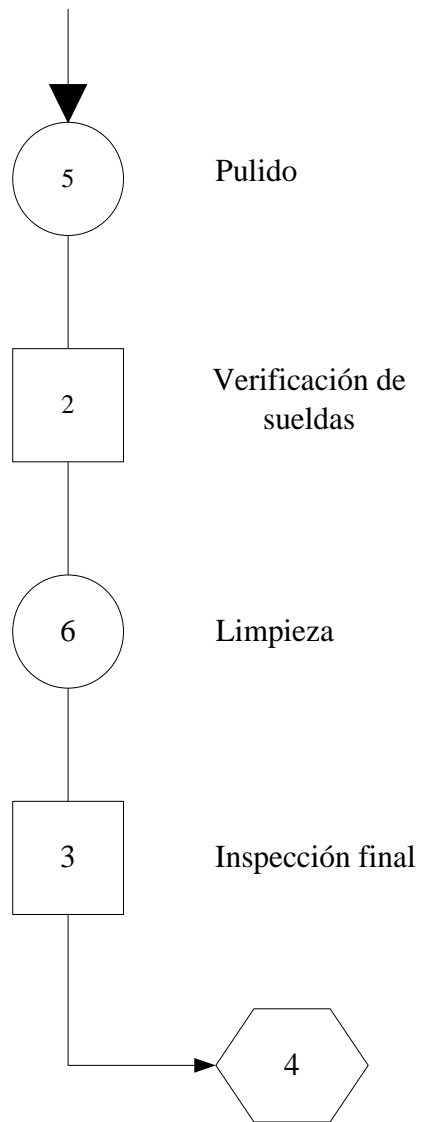 5
Pulido
2
Verificación de
sueldas
6
Limpieza
3
Inspección final
4